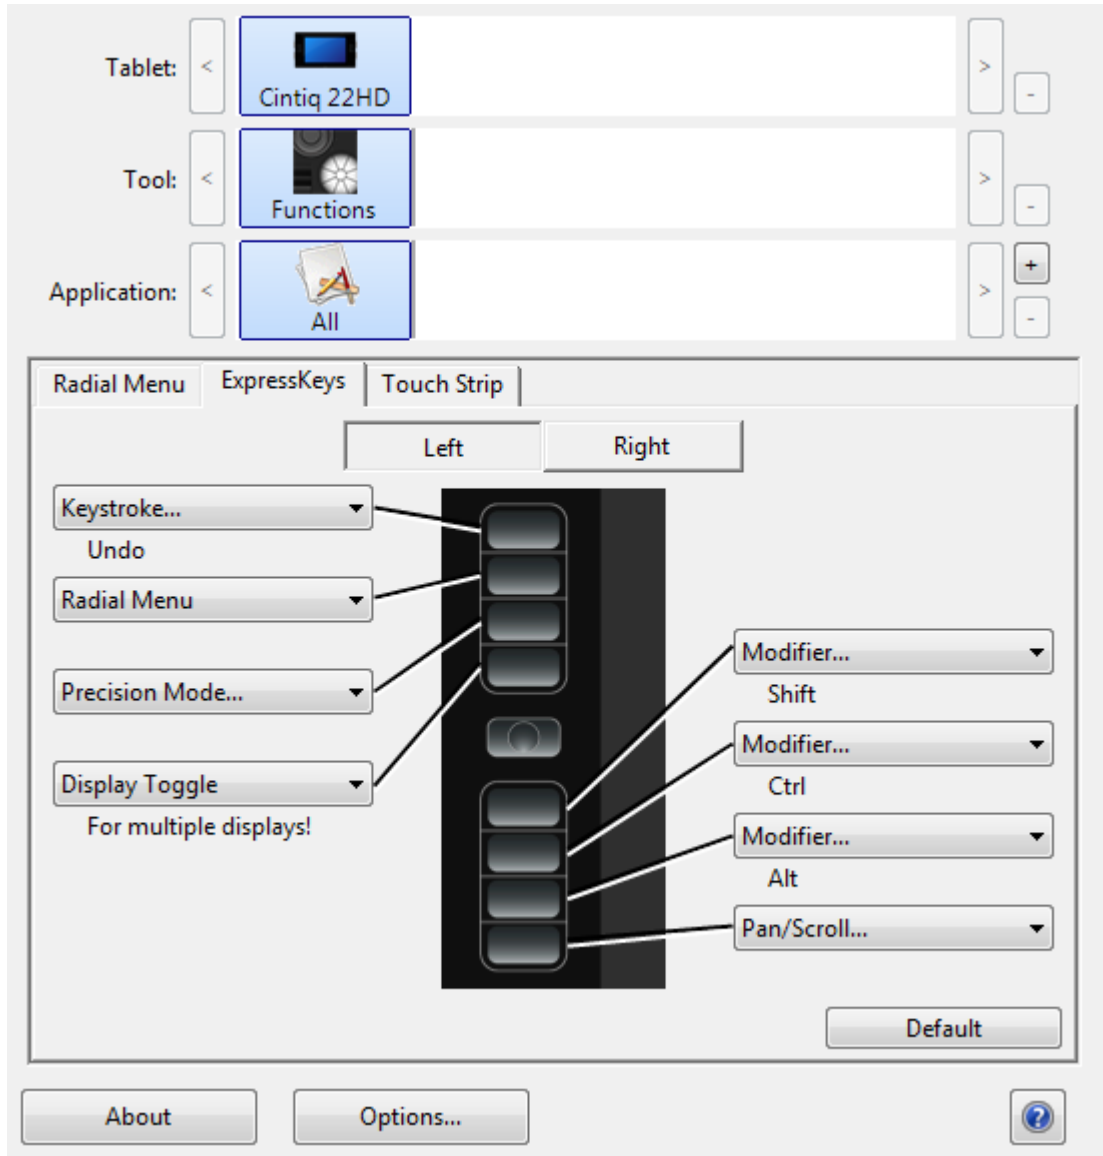 Tablet:
<
Cintiq 22HD
>
-
Tool:
<
Functions
>
-
Application:
<
All
>
+
-
Radial Menu
ExpressKeys
Touch Strip
Left
Right
Keystroke...
Undo
Radial Menu
Precision Mode...
Display Toggle
For multiple displays!
Modifier...
Shift
Modifier...
Ctrl
Modifier...
Alt
Pan/Scroll...
Default
About
Options...
?